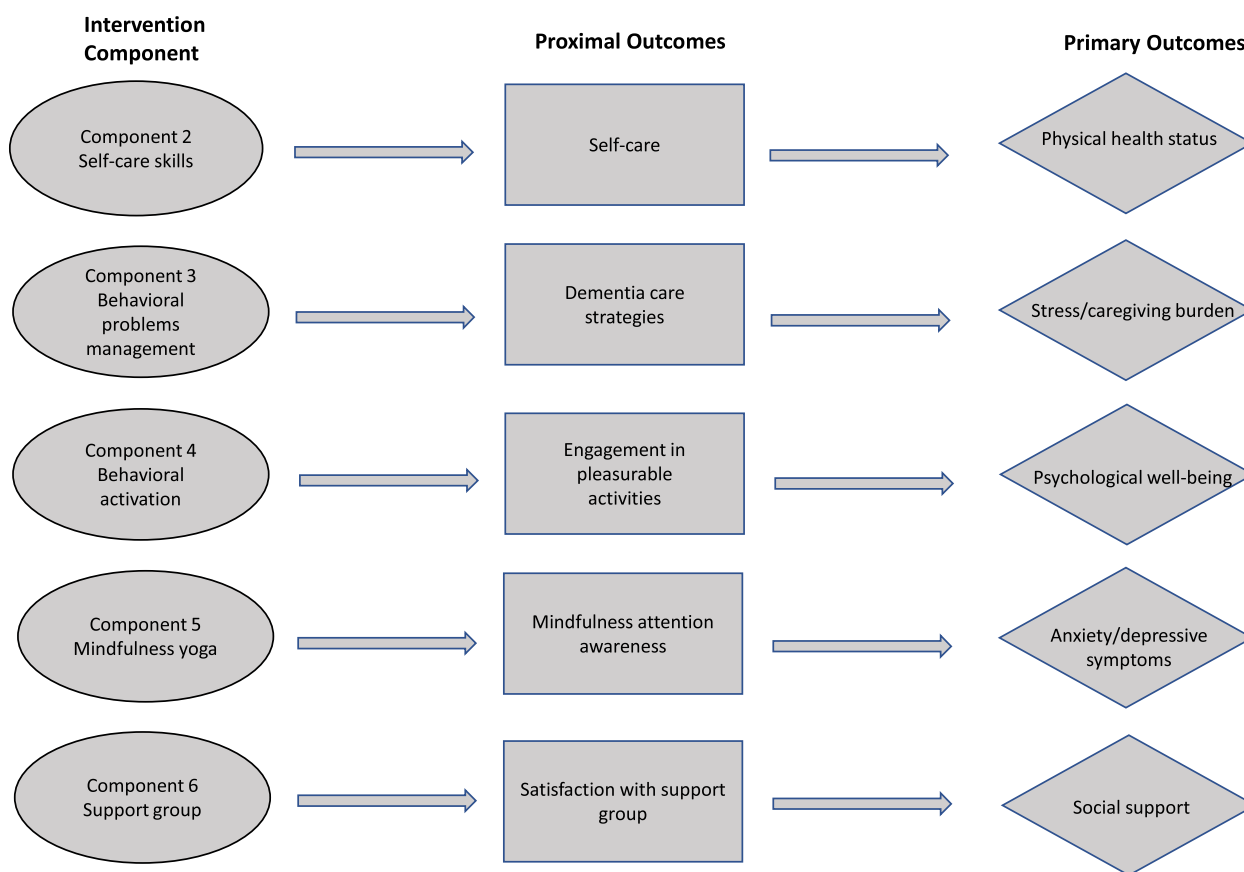 Intervention
Component
Proximal Outcomes
Primary Outcomes
Component 2
Self-care skills
Self-care
Physical health status
Component 3
Behavioral
problems
management
Dementia care
strategies
Stress/caregiving burden
Component 4
Behavioral
activation
Engagement in
pleasurable
activities
Psychological well-being
Component 5
Mindfulness yoga
Mindfulness attention
awareness
Anxiety/depressive
symptoms
Component 6
Support group
Satisfaction with support
group
Social support